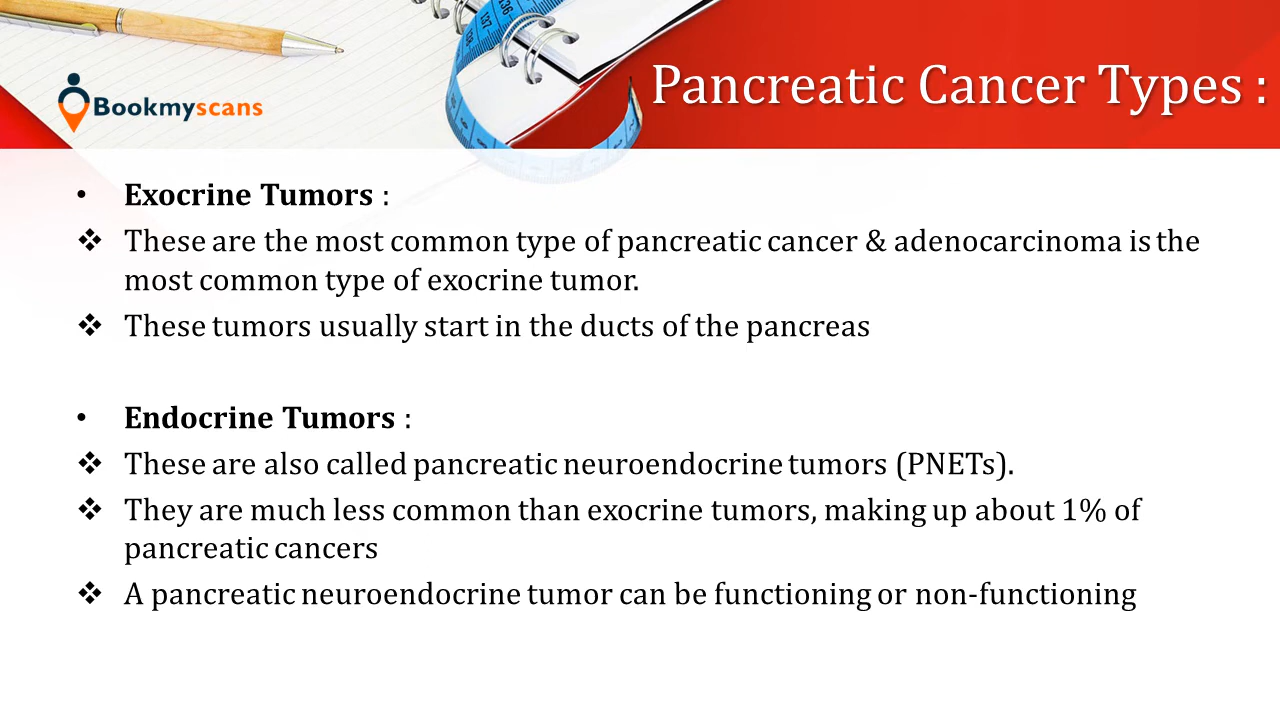 Pancreatic Cancer Types :
Bookmyscans
• Exocrine Tumors :
❖ These are the most common type of pancreatic cancer & adenocarcinoma is the
most common type of exocrine tumor.
❖ These tumors usually start in the ducts of the pancreas
• Endocrine Tumors :
❖ These are also called pancreatic neuroendocrine tumors (PNETs).
❖ They are much less common than exocrine tumors, making up about 1% of
pancreatic cancers
❖ A pancreatic neuroendocrine tumor can be functioning or non-functioning
136
137